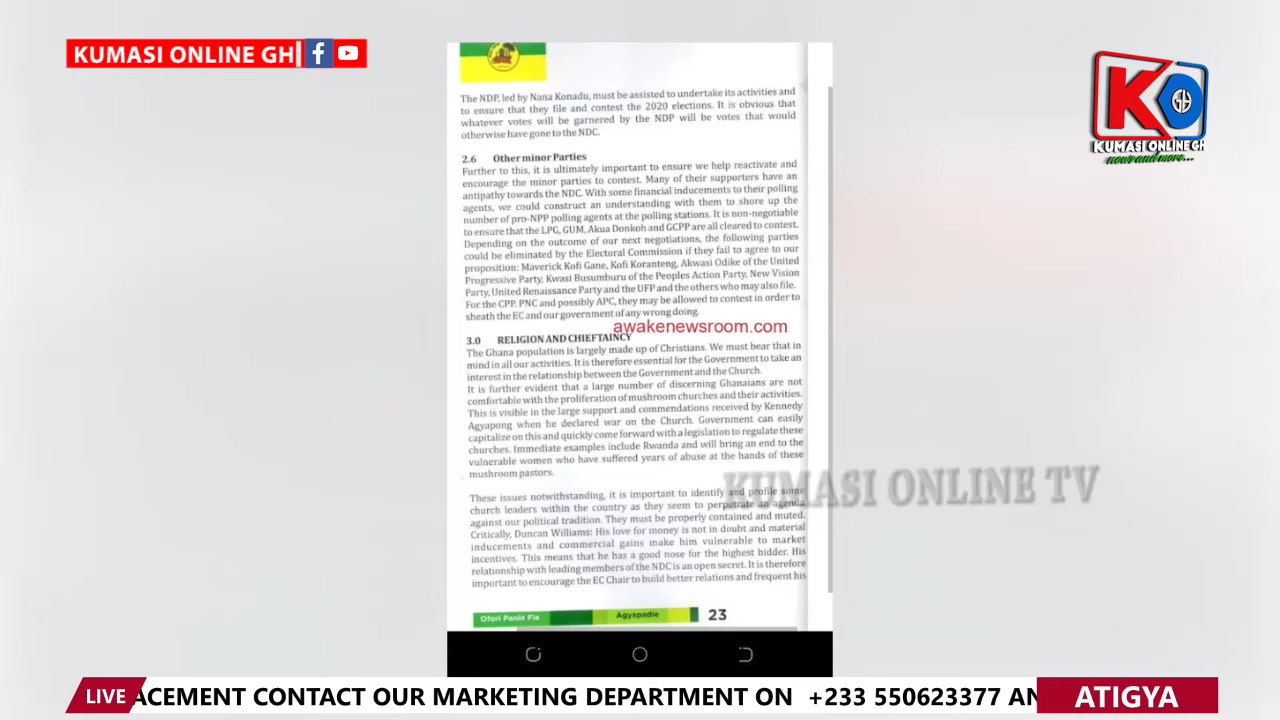 KUMASI ONLINE GH
KUMASI ONLINE GH
news and more...
The NDP, led by Nana Konadu, must be assisted to undertake its activities and
to ensure that they file and contest the 2020 elections. It is obvious that
whatever votes will be garnered by the NDP will be votes that would
otherwise have gone to the NDC.
2.6 Other minor Parties
Further to this, it is ultimately important to ensure we help reactivate and
encourage the minor parties to contest. Many of their supporters have an
antipathy towards the NDC. With some financial inducements to their polling
agents, we could construct an understanding with them to shore up the
number of pro-NPP polling agents at the polling stations. It is non-negotiable
to ensure that the LPG, GUM, Akua Donkoh and GCPP are all cleared to contest.
Depending on the outcome of our next negotiations, the following parties
could be eliminated by the Electoral Commission if they fail to agree to our
proposition: Maverick Kofi Gane, Kofi Koranteng, Akwasi Odike of the United
Progressive Party, Kwasi Busumburu of the Peoples Action Party, New Vision
Party, United Renaissance Party and the UFP and the others who may also file.
For the CPP. PNC and possibly APC, they may be allowed to contest in order to
sheath the EC and our government of any wrong doing.
awakenewsroom.com
3.0 RELIGION AND CHIEFTAINCY
The Ghana population is largely made up of Christians. We must bear that in
mind in all our activities. It is therefore essential for the Government to take an
interest in the relationship between the Government and the Church.
It is further evident that a large number of discerning Ghanaians are not
comfortable with the proliferation of mushroom churches and their activities.
This is visible in the large support and commendations received by Kennedy
Agyapong when he declared war on the Church. Government can easily
capitalize on this and quickly come forward with a legislation to regulate these
churches. Immediate examples include Rwanda and will bring an end to the
vulnerable women who have suffered years of abuse at the hands of these
mushroom pastors.
KUMASI ONLINE TV
These issues notwithstanding, it is important to identify and profile some
church leaders within the country as they seem to perpetrate an agenda
against our political tradition. They must be properly contained and muted.
Critically, Duncan Williams: His love for money is not in doubt and material
inducements and commercial gains make him vulnerable to market
incentives. This means that he has a good nose for the highest bidder. His
relationship with leading members of the NDC is an open secret. It is therefore
important to encourage the EC Chair to build better relations and frequent his
Ofori Panin Fie Agyapadie 23
LIVE ACEMENT CONTACT OUR MARKETING DEPARTMENT ON +233 550623377 AN ATIGYA